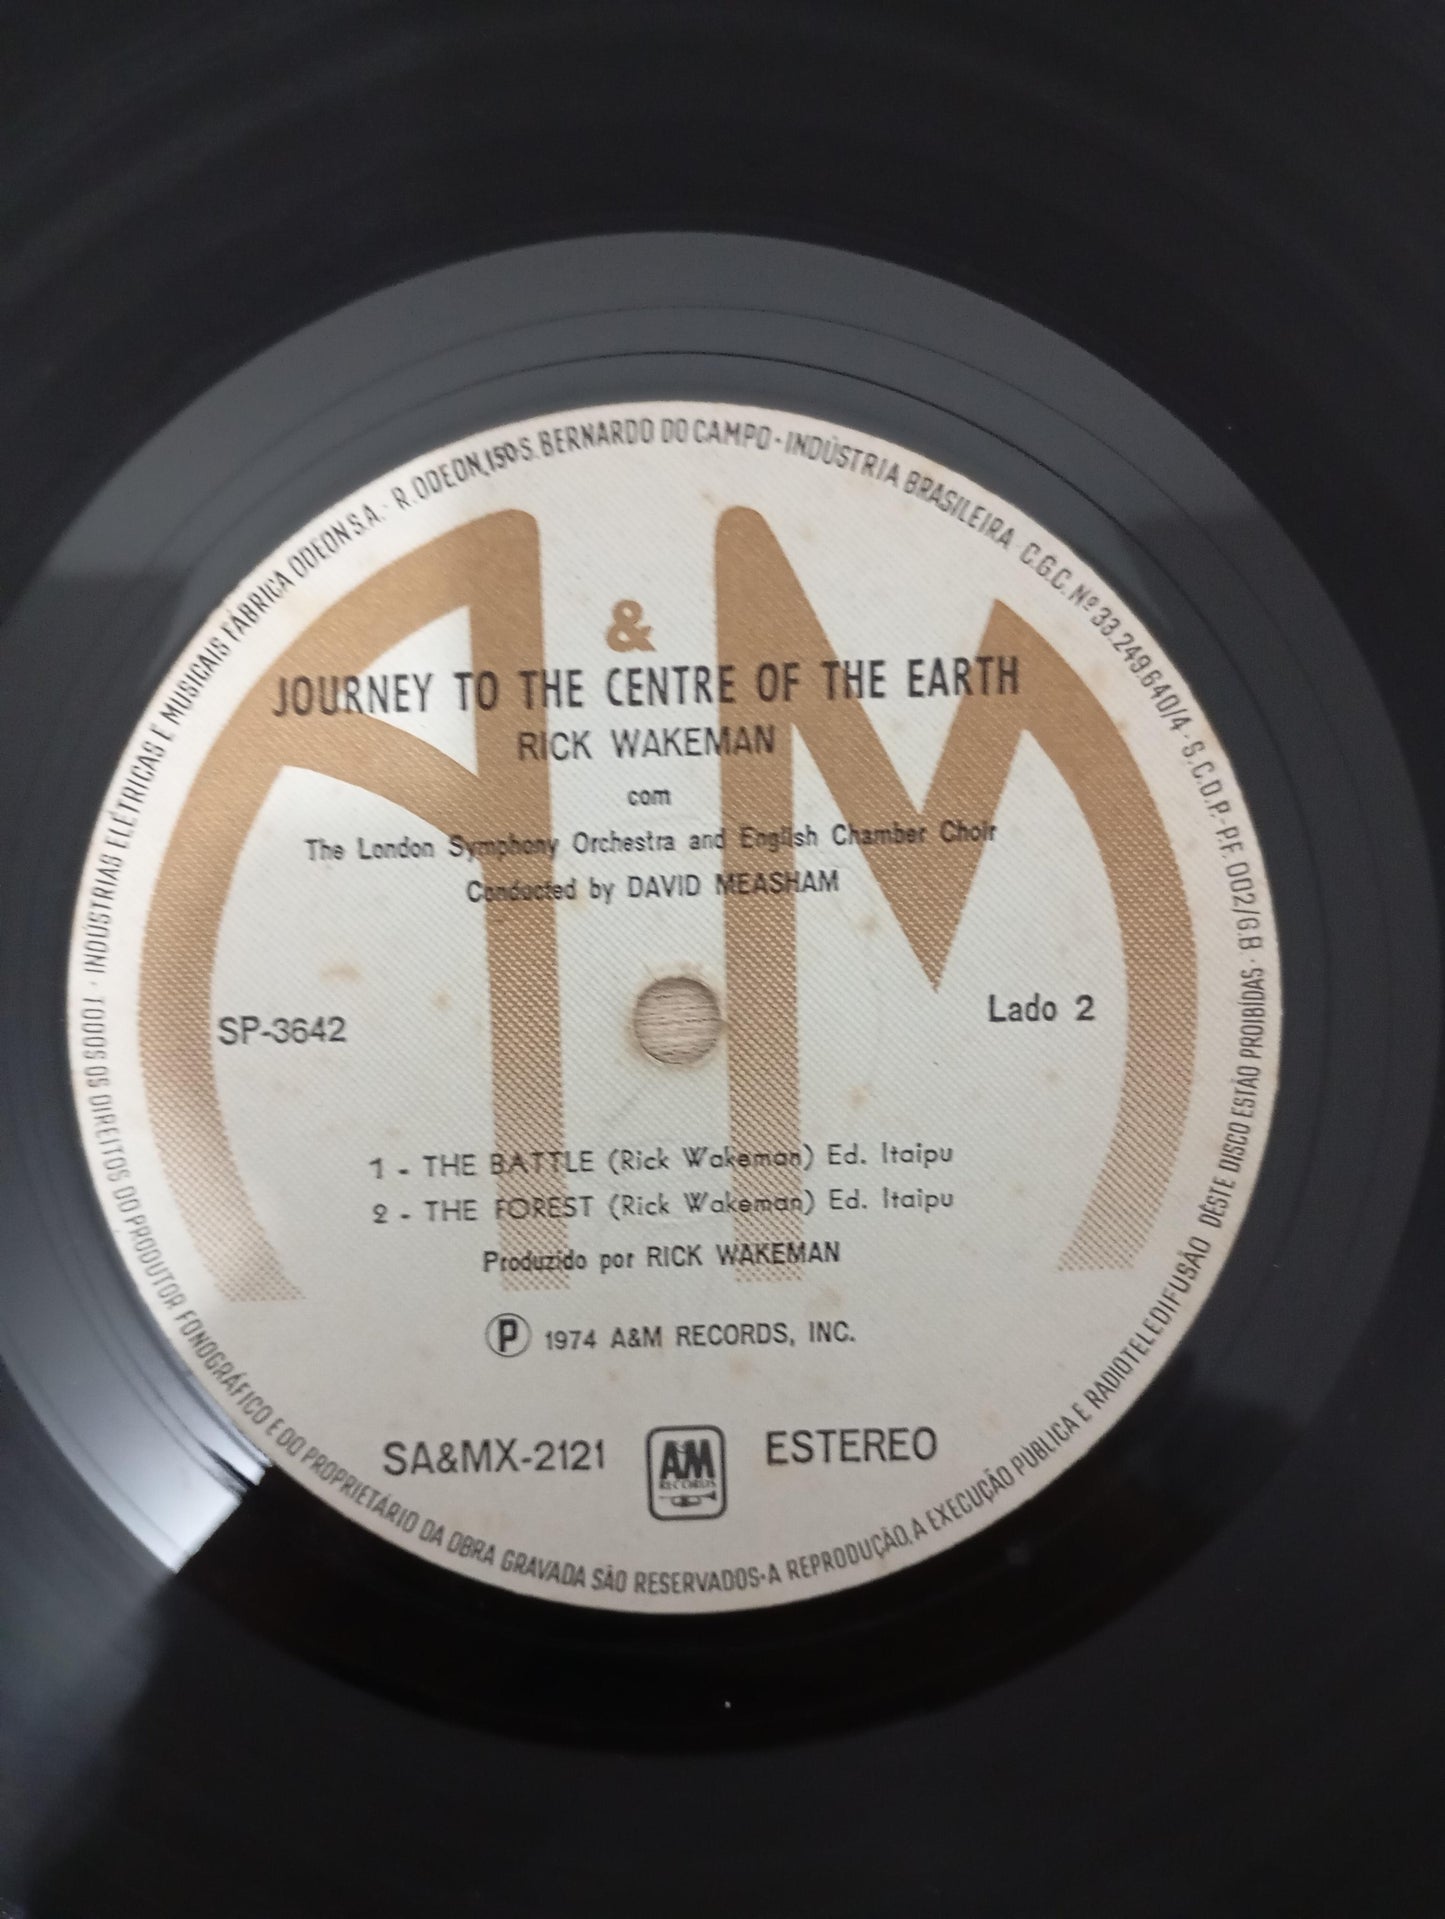 &
JOURNEY TO THE CENTRE OF THE EARTH
RICK WAKEMAN
com
The London Symphony Orchestra and English Chamber Choir
Conducted by DAVID MEASHAM
SP-3642
Lado 2
1 - THE BATTLE (Rick Wakeman) Ed. Itaipu
2 - THE FOREST (Rick Wakeman) Ed. Itaipu
Produzido por RICK WAKEMAN
Ⓟ 1974 A&M RECORDS, INC.
SA&MX-2121
A&M
RECORDS
ESTEREO
INDÚSTRIAS ELÉTRICAS E MUSICAIS FÁBRICA ODEON S.A. · R. ODEON, 150-S. BERNARDO DO CAMPO - INDÚSTRIA BRASILEIRA · C.G.C. Nº 33.249.640/4 · S.C.D.P.-P.F. 002/G.B. ·
TODOS OS DIREITOS DO PRODUTOR FONOGRÁFICO E DO PROPRIETÁRIO DA OBRA GRAVADA SÃO RESERVADOS-A REPRODUÇÃO, A EXECUÇÃO PÚBLICA E RADIOTELEDIFUSÃO DÊSTE DISCO ESTÃO PROIBÍDAS ·